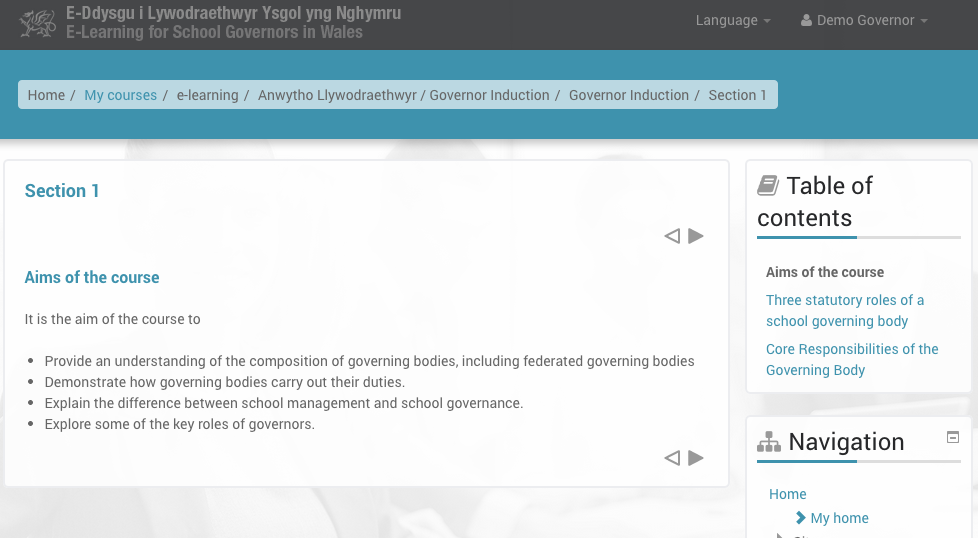 E-Ddysgu i Lywodraethwyr Ysgol yng Nghymru
E-Learning for School Governors in Wales
Language
Demo Governor
Home / My courses / e-learning / Anwytho Llywodraethwyr / Governor Induction / Governor Induction / Section 1
Section 1
Aims of the course
It is the aim of the course to
• Provide an understanding of the composition of governing bodies, including federated governing bodies
• Demonstrate how governing bodies carry out their duties.
• Explain the difference between school management and school governance.
• Explore some of the key roles of governors.
Table of
contents
Aims of the course
Three statutory roles of a
school governing body
Core Responsibilities of the
Governing Body
Navigation
Home
My home